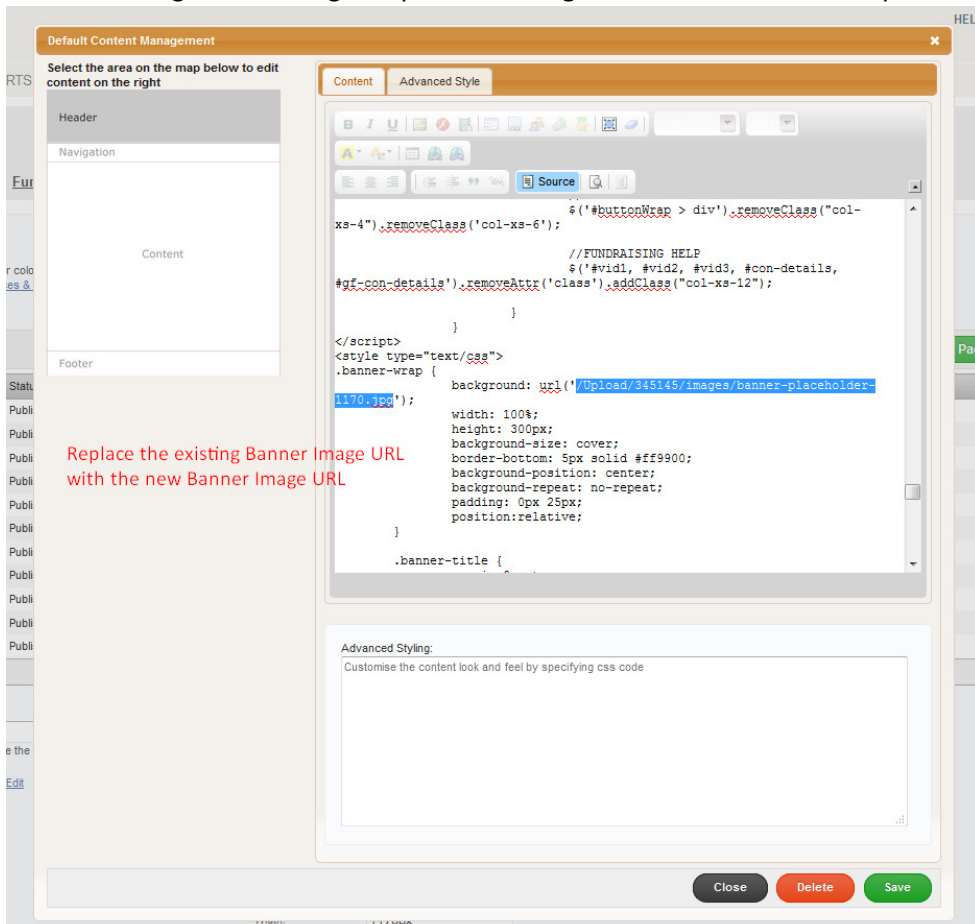 HEL
Default Content Management
Select the area on the map below to edit
content on the right
Header
Navigation
Content
Footer
RTS
Fur
r colo
es &
Statu
Publi
Publi
Publi
Publi
Publi
Publi
Publi
Publi
Publi
Publi
Publi
e the
Edit
Pa
Content
Advanced Style
B I U
A
Source
$('#buttonWrap > div').removeClass("col-
xs-4").removeClass('col-xs-6');
//FUNDRAISING HELP
$('#vid1, #vid2, #vid3, #con-details,
#gf-con-details').removeAttr('class').addClass("col-xs-12");
}
}
</script>
<style type="text/css">
.banner-wrap {
background: url('/Upload/345145/images/banner-placeholder-
1170.jpg');
width: 100%;
height: 300px;
background-size: cover;
border-bottom: 5px solid #ff9900;
background-position: center;
background-repeat: no-repeat;
padding: 0px 25px;
position:relative;
}
.banner-title {
Replace the existing Banner Image URL
with the new Banner Image URL
Advanced Styling:
Customise the content look and feel by specifying css code
Close
Delete
Save